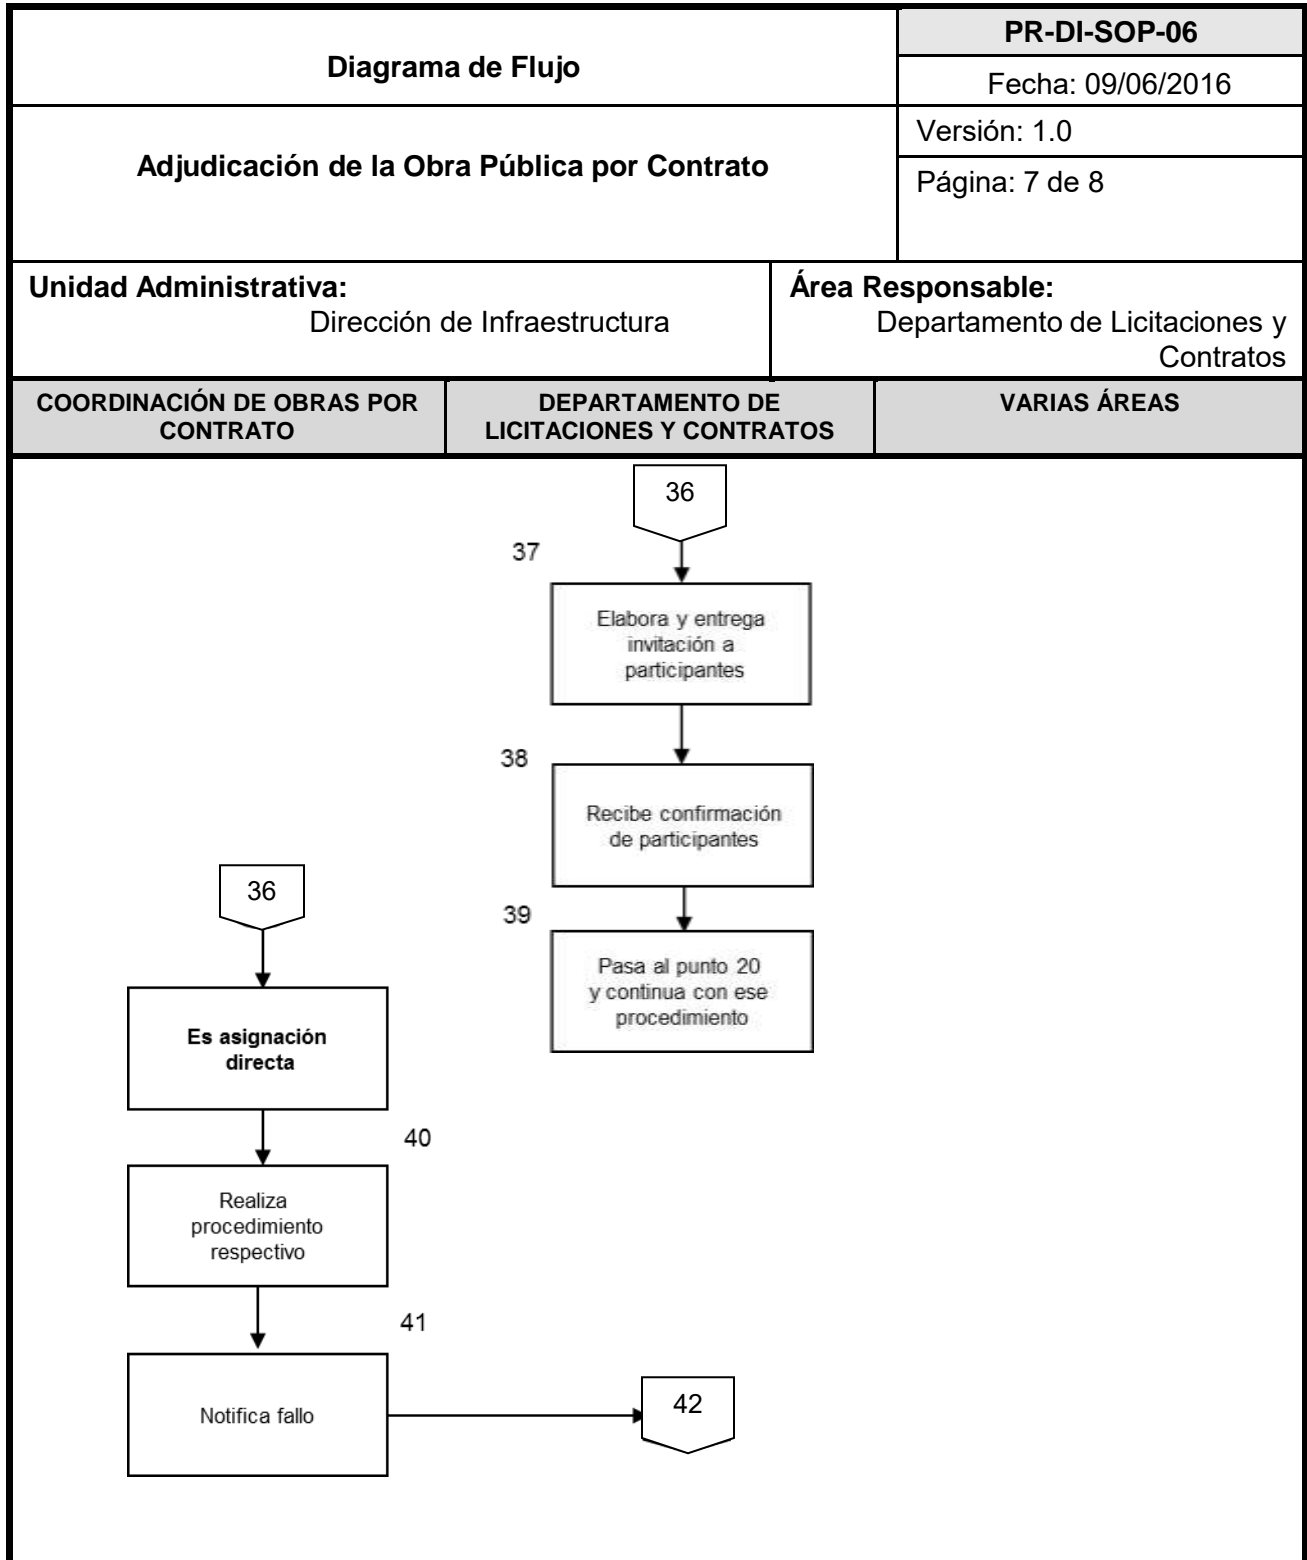 Diagrama de Flujo
PR-DI-SOP-06
Fecha: 09/06/2016
Adjudicación de la Obra Pública por Contrato
Versión: 1.0
Página: 7 de 8
Unidad Administrativa:
Dirección de Infraestructura
Área Responsable:
Departamento de Licitaciones y
Contratos
COORDINACIÓN DE OBRAS POR
CONTRATO
DEPARTAMENTO DE
LICITACIONES Y CONTRATOS
VARIAS ÁREAS
36
37
Elabora y entrega
invitación a
participantes
38
Recibe confirmación
de participantes
36
39
Pasa al punto 20
y continua con ese
procedimiento
Es asignación
directa
40
Realiza
procedimiento
respectivo
41
Notifica fallo
42